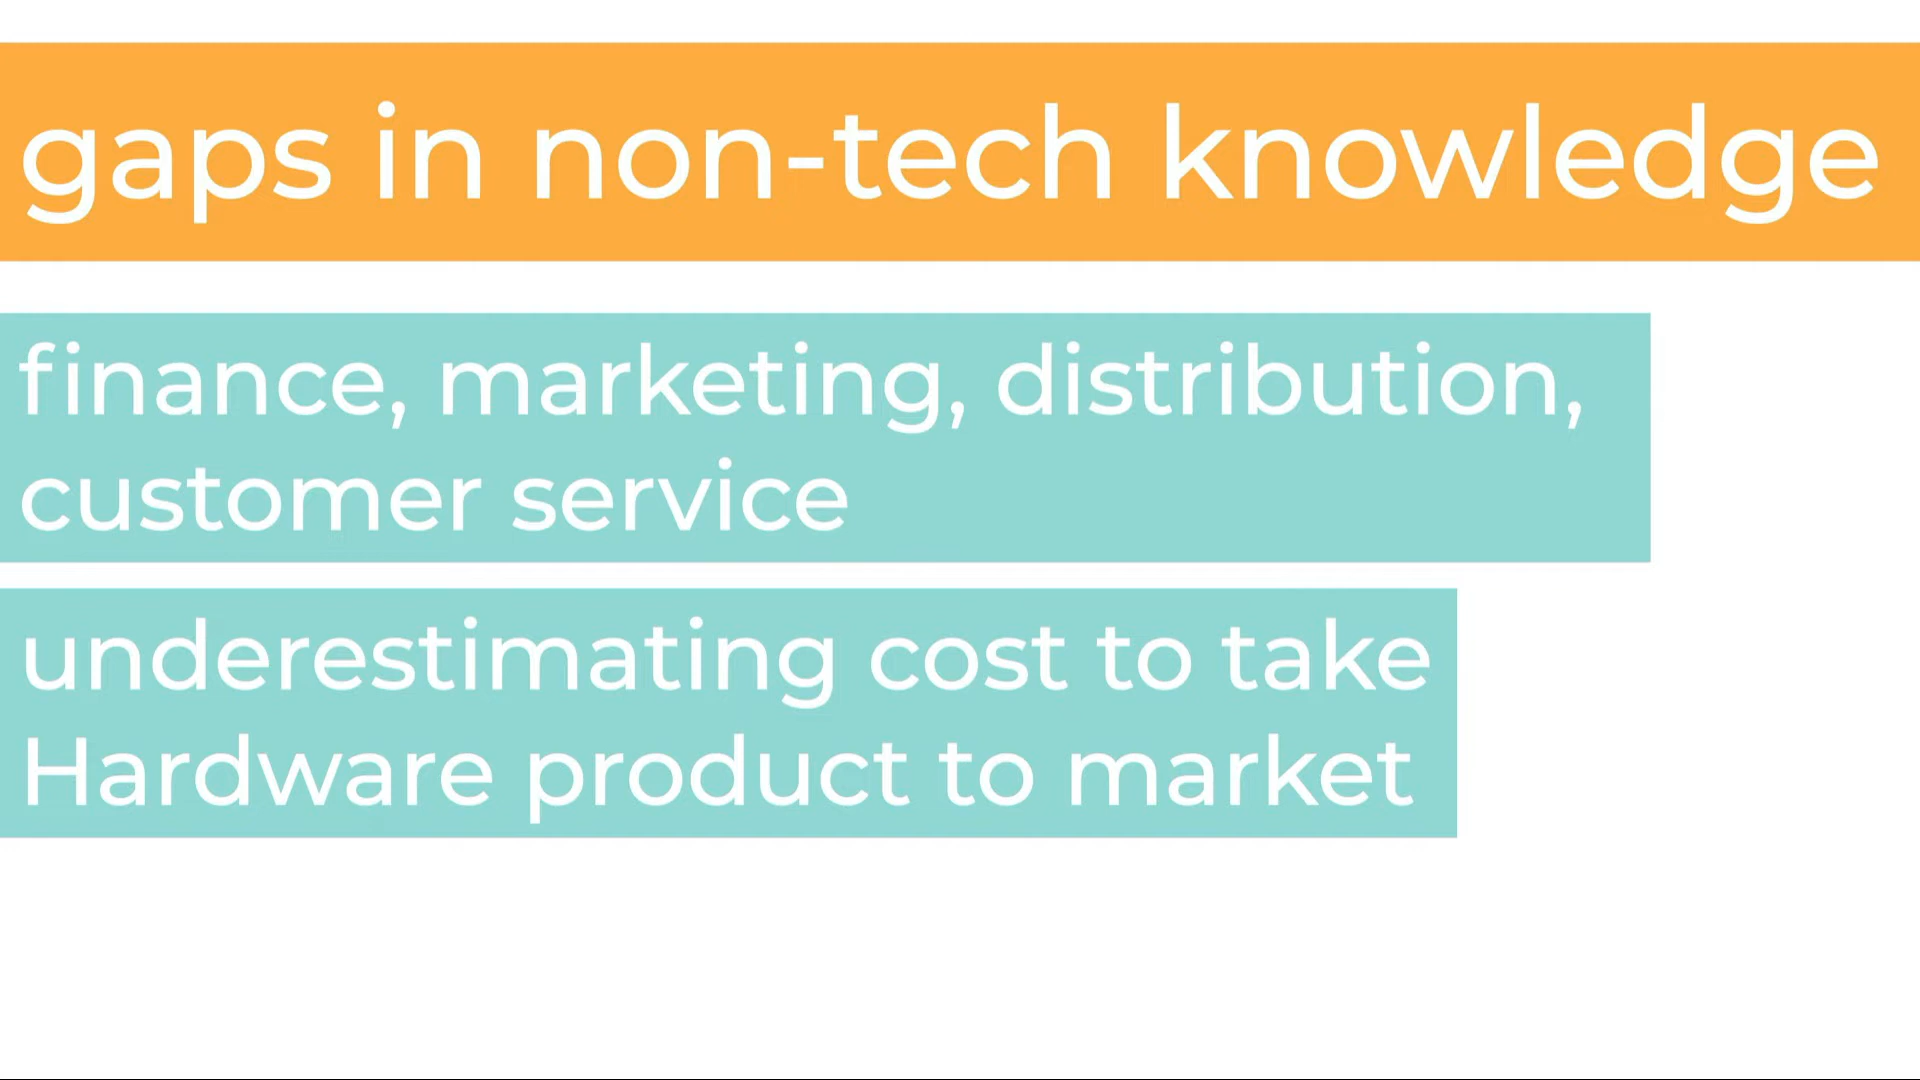 gaps in non-tech knowledge
finance, marketing, distribution,
customer service
underestimating cost to take
Hardware product to market